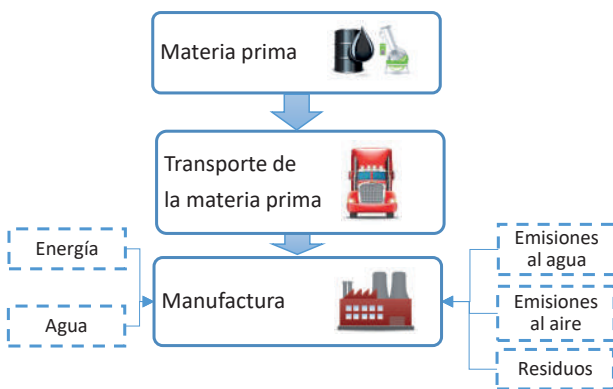 Materia prima
Transporte de
la materia prima
Energía
Agua
Manufactura
Emisiones
al agua
Emisiones
al aire
Residuos